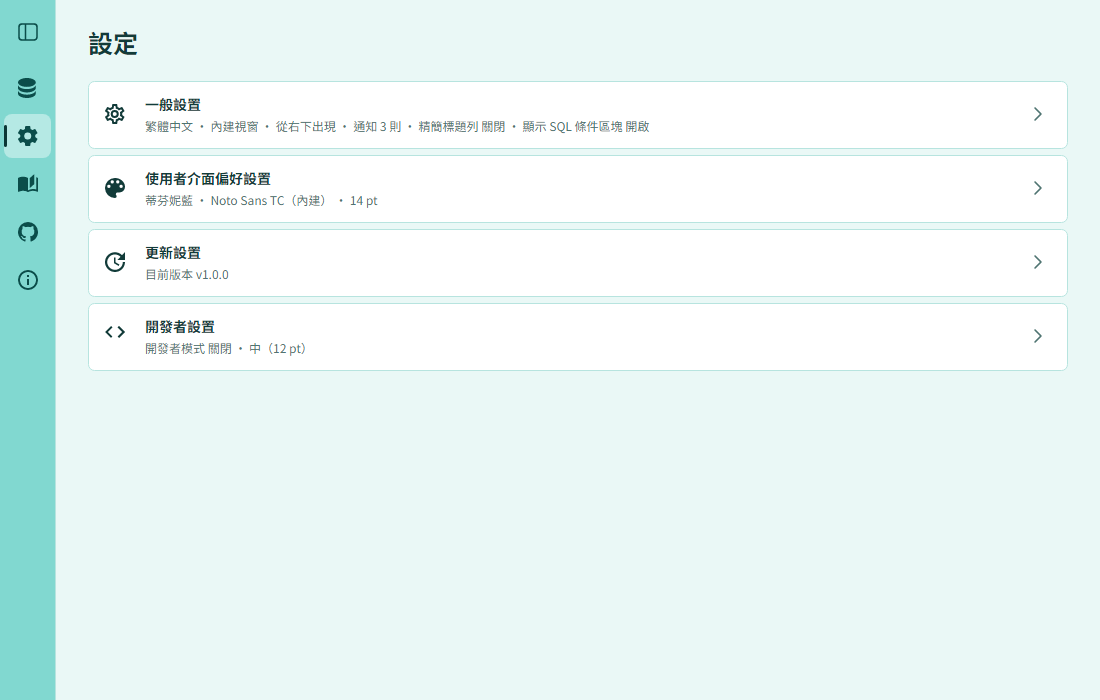 設定
一般設置
繁體中文 • 內建視窗 • 從右下出現 • 通知 3 則 • 精簡標題列 關閉 • 顯示 SQL 條件區塊 開啟
使用者介面偏好設置
蒂芬妮藍 • Noto Sans TC（內建） • 14 pt
更新設置
目前版本 v1.0.0
開發者設置
開發者模式 關閉 • 中（12 pt）